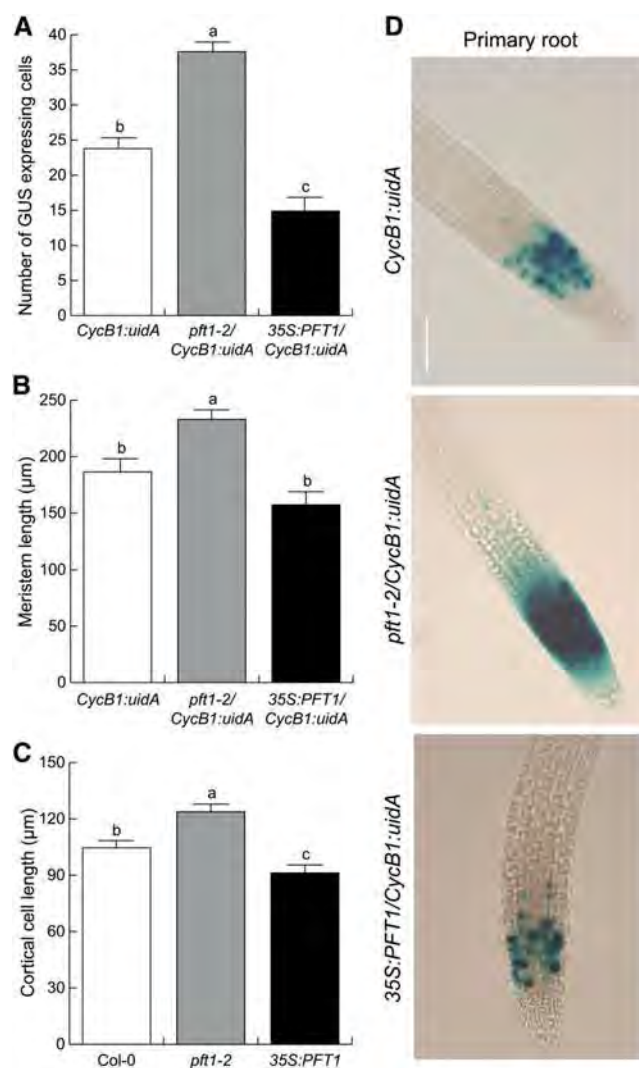 A
Number of GUS expressing cells
40
35
30
25
20
15
10
5
0
b
a
c
CycB1:uidA
pft1-2/
CycB1:uidA
35S:PFT1/
CycB1:uidA
B
Meristem length (µm)
250
200
150
100
50
0
b
a
b
CycB1:uidA
pft1-2/
CycB1:uidA
35S:PFT1/
CycB1:uidA
C
Cortical cell length (µm)
150
120
90
60
30
0
b
a
c
Col-0
pft1-2
35S:PFT1
D
Primary root
CycB1:uidA
pft1-2/CycB1:uidA
35S:PFT1/CycB1:uidA